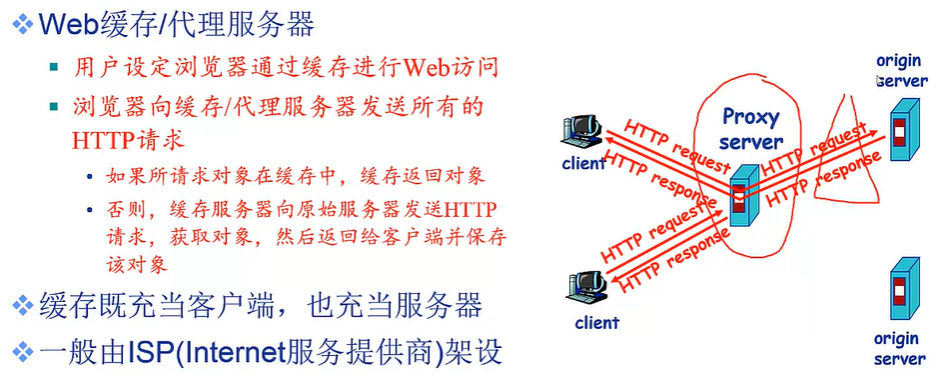 Web缓存/代理服务器
用户设定浏览器通过缓存进行Web访问
浏览器向缓存/代理服务器发送所有的
HTTP请求
如果所请求对象在缓存中，缓存返回对象
否则，缓存服务器向原始服务器发送HTTP
请求，获取对象，然后返回给客户端并保存
该对象
缓存既充当客户端，也充当服务器
一般由ISP(Internet服务提供商)架设
origin
server
Proxy
server
client
HTTP request
HTTP response
HTTP request
HTTP response
HTTP request
HTTP response
client
origin
server